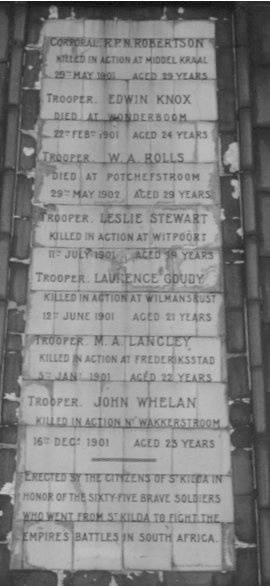 CORPORAL R.P.N. ROBERTSON
KILLED IN ACTION AT MIDDEL KRAAL
29TH MAY 1901 AGED 29 YEARS
TROOPER. EDWIN KNOX
DIED AT WONDERBOOM
22ND FEBY 1901 AGED 24 YEARS
TROOPER. W.A. ROLLS
DIED AT POTCHEFSTROOM
29TH MAY 1902 AGED 29 YEARS
TROOPER. LESLIE STEWART
KILLED IN ACTION AT WITPOORT
11TH JULY 1901 AGED 19 YEARS
TROOPER. LAURENCE GOUDY
KILLED IN ACTION AT WILMANSRUST
12TH JUNE 1901 AGED 21 YEARS
TROOPER. M.A. LANGLEY
KILLED IN ACTION AT FREDERIKSSTAD
5TH JANY 1901 AGED 22 YEARS
TROOPER. JOHN WHELAN
KILLED IN ACTION NR WAKKERSTROOM
16TH DECR 1901 AGED 23 YEARS
ERECTED BY THE CITIZENS OF ST KILDA IN
HONOR OF THE SIXTY-FIVE BRAVE SOLDIERS
WHO WENT FROM ST KILDA TO FIGHT THE
EMPIRES BATTLES IN SOUTH AFRICA.